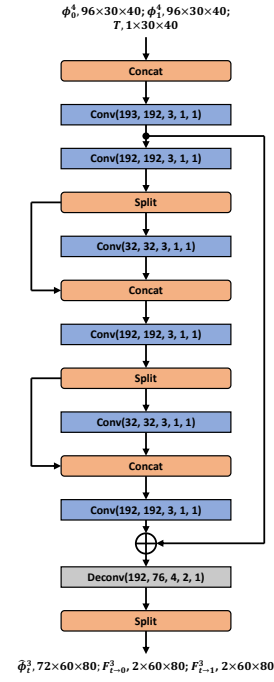 ϕ₀⁴, 96×30×40; ϕ₁⁴, 96×30×40;
T, 1×30×40
Concat
Conv(193, 192, 3, 1, 1)
Conv(192, 192, 3, 1, 1)
Split
Conv(32, 32, 3, 1, 1)
Concat
Conv(192, 192, 3, 1, 1)
Split
Conv(32, 32, 3, 1, 1)
Concat
Conv(192, 192, 3, 1, 1)
Deconv(192, 76, 4, 2, 1)
Split
ϕ̂ₜ³, 72×60×80; Fₜ→₀³, 2×60×80; Fₜ→₁³, 2×60×80